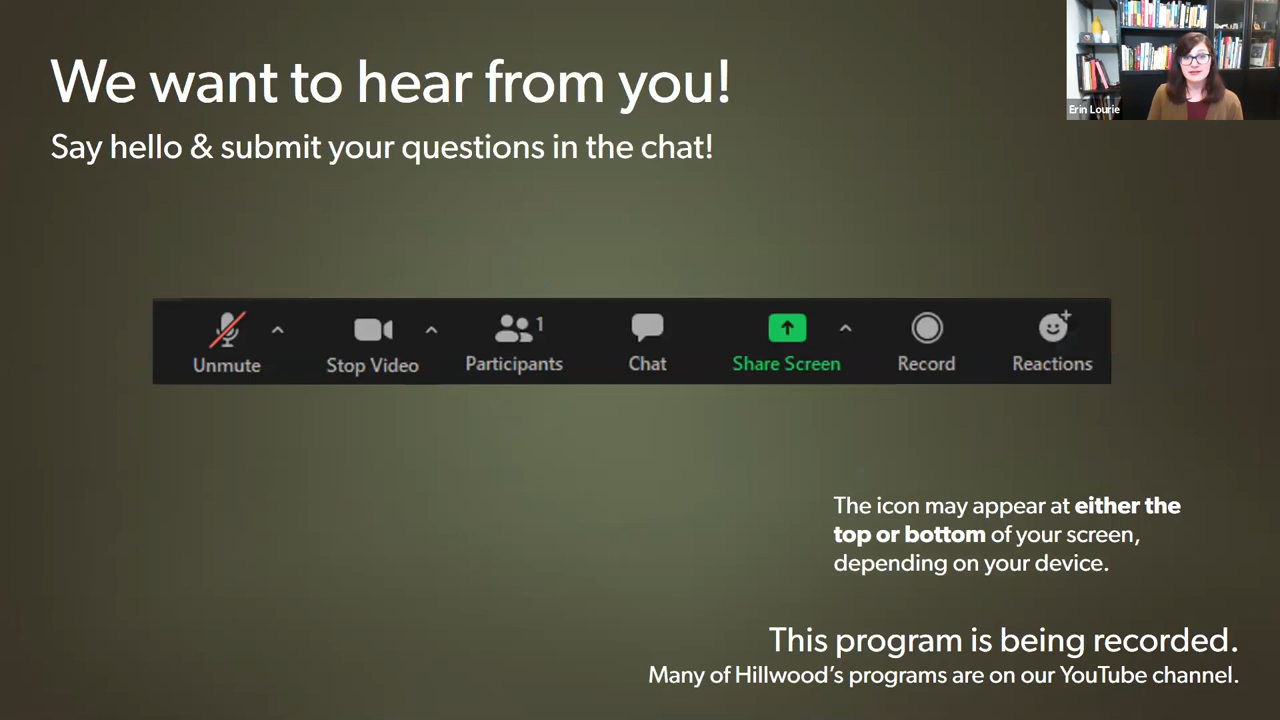 We want to hear from you!
Say hello & submit your questions in the chat!
Erin Lourie
Unmute
Stop Video
1
Participants
Chat
Share Screen
Record
Reactions
The icon may appear at either the
top or bottom of your screen,
depending on your device.
This program is being recorded.
Many of Hillwood’s programs are on our YouTube channel.